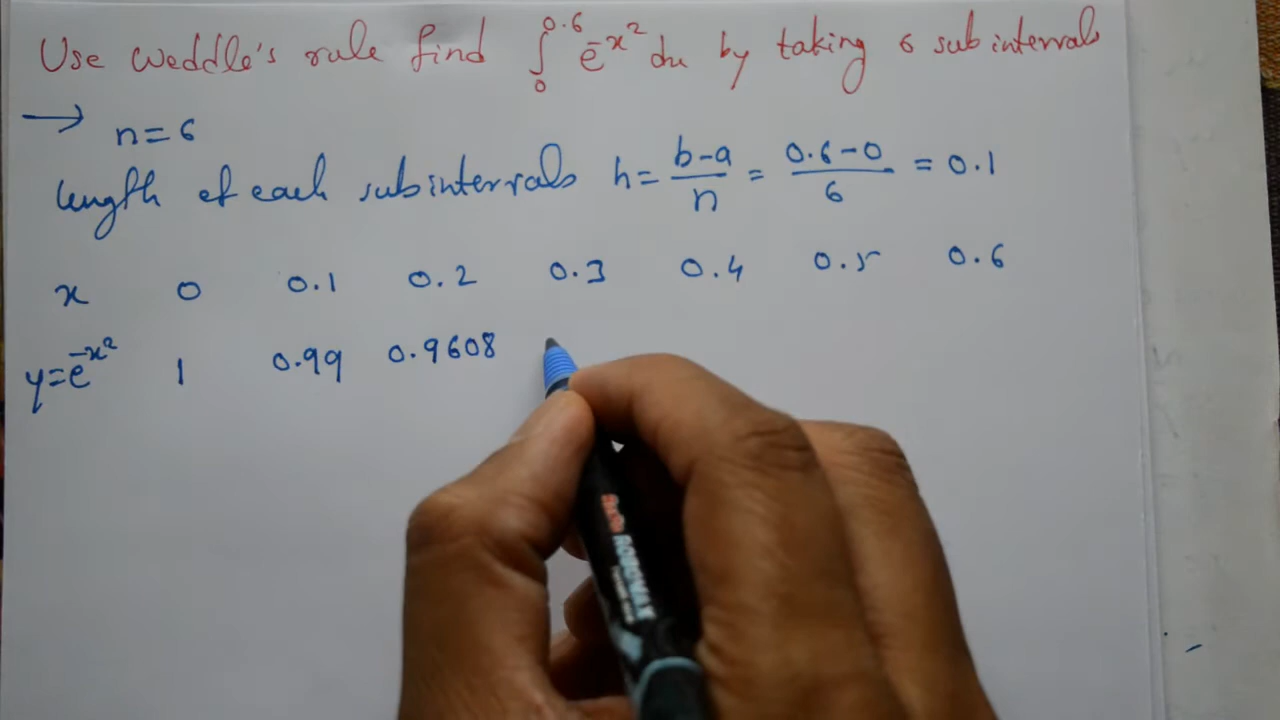 Use Weddle's rule find ∫₀^0.6 e^-x² dx by taking 6 sub intervals
→ n=6
length of each subintervals h = (b-a)/n = (0.6-0)/6 = 0.1
x 0 0.1 0.2 0.3 0.4 0.5 0.6
y=e^-x² 1 0.99 0.9608